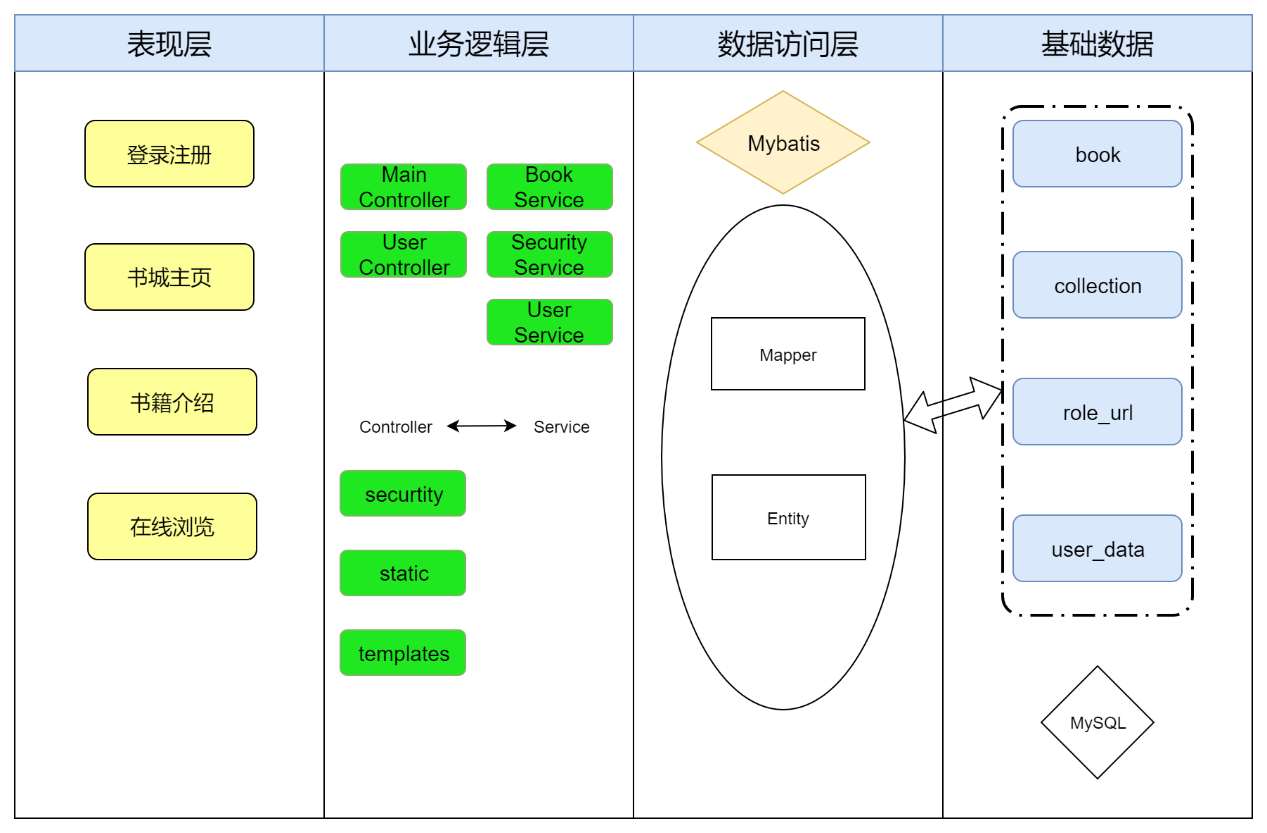 表现层
业务逻辑层
数据访问层
基础数据
登录注册
书城主页
书籍介绍
在线浏览
Main
Controller
Book
Service
User
Controller
Security
Service
User
Service
Controller
Service
securtity
static
templates
Mybatis
Mapper
Entity
book
collection
role_url
user_data
MySQL